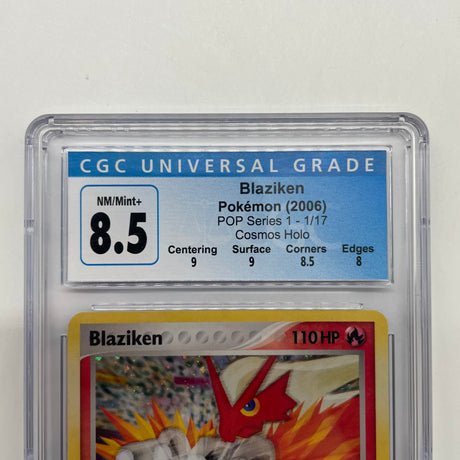 CGC UNIVERSAL GRADE
NM/Mint+
8.5
Blaziken
Pokémon (2006)
POP Series 1 - 1/17
Cosmos Holo
Centering Surface Corners Edges
9 9 8.5 8
Blaziken 110 HP